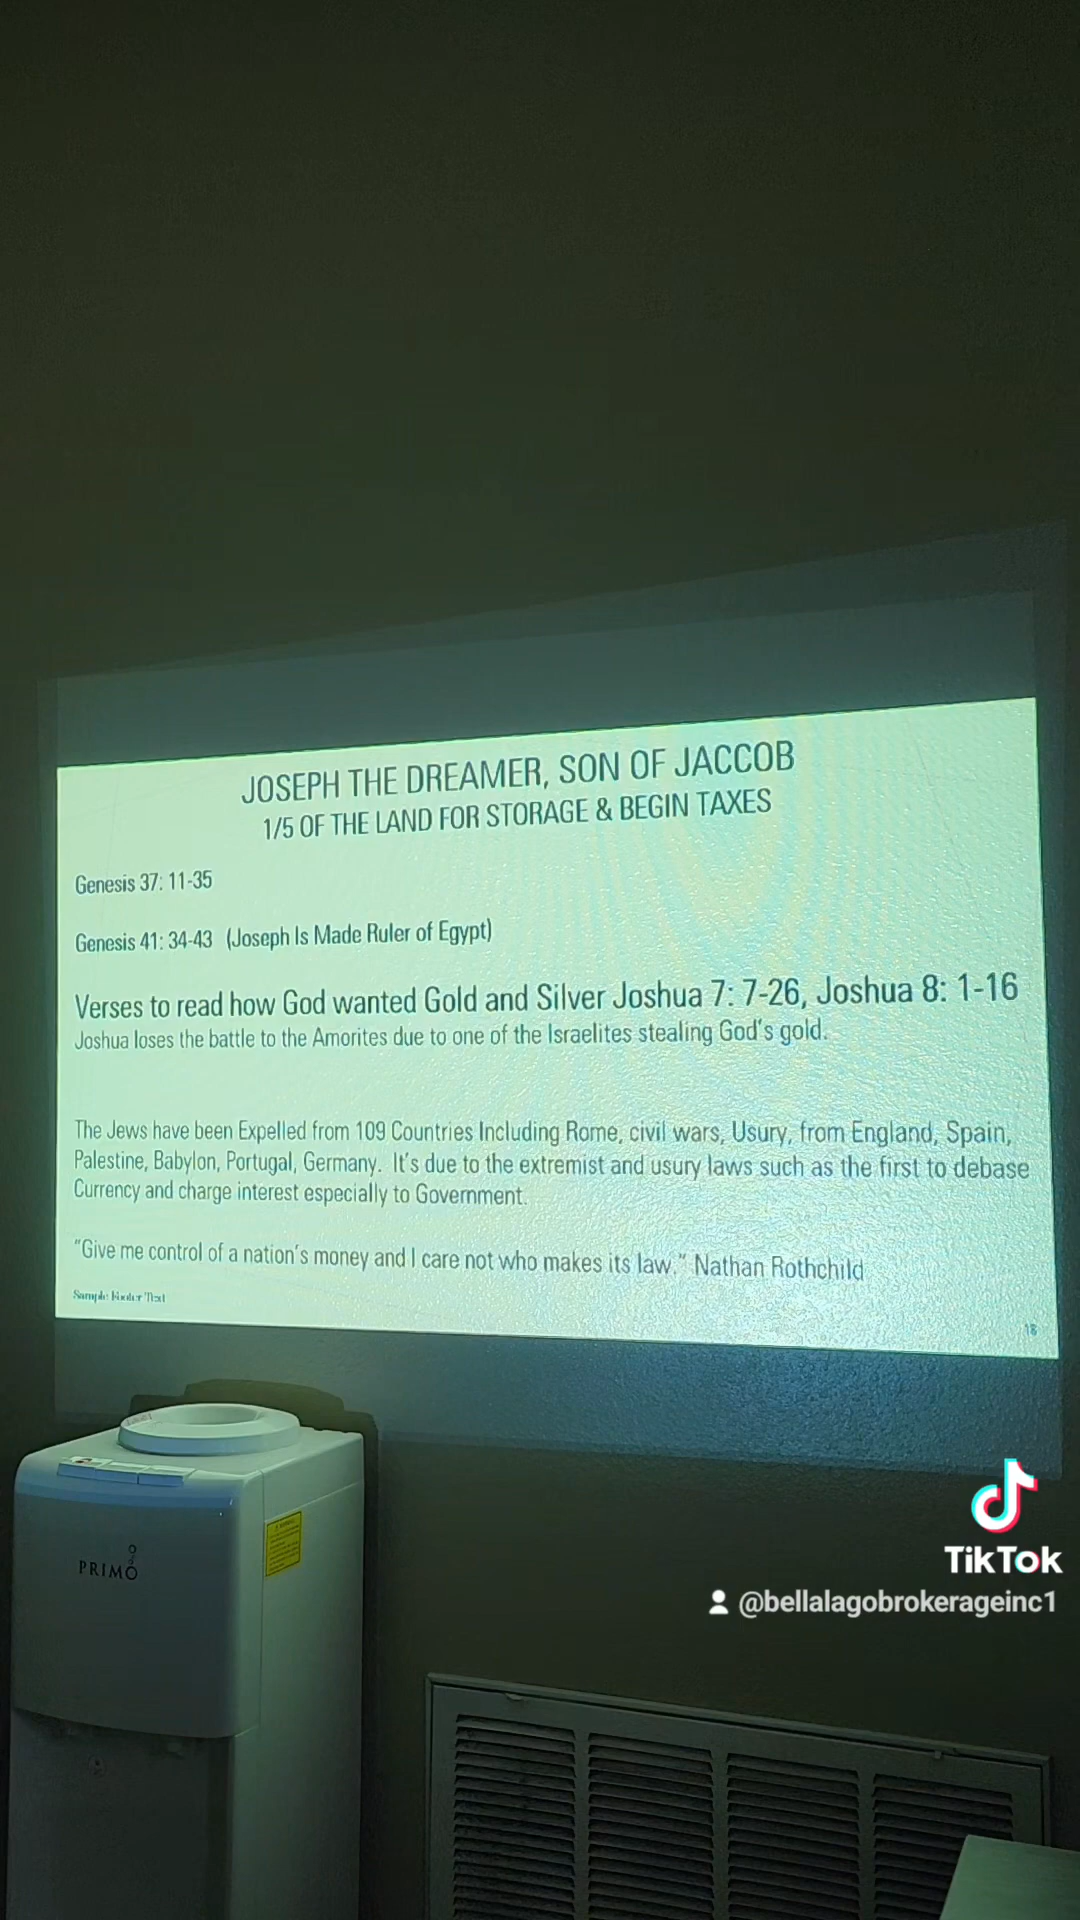 JOSEPH THE DREAMER, SON OF JACCOB
1/5 OF THE LAND FOR STORAGE & BEGIN TAXES
Genesis 37: 11-35
Genesis 41: 34-43 (Joseph Is Made Ruler of Egypt)
Verses to read how God wanted Gold and Silver Joshua 7: 7-26, Joshua 8: 1-16
Joshua loses the battle to the Amorites due to one of the Israelites stealing God's gold.
The Jews have been Expelled from 109 Countries Including Rome, civil wars, Usury, from England, Spain,
Palestine, Babylon, Portugal, Germany. It's due to the extremist and usury laws such as the first to debase
Currency and charge interest especially to Government.
"Give me control of a nation's money and I care not who makes its law." Nathan Rothchild
Sample Footer Text
18
PRIMO
TikTok
@bellalagobrokerageinc1